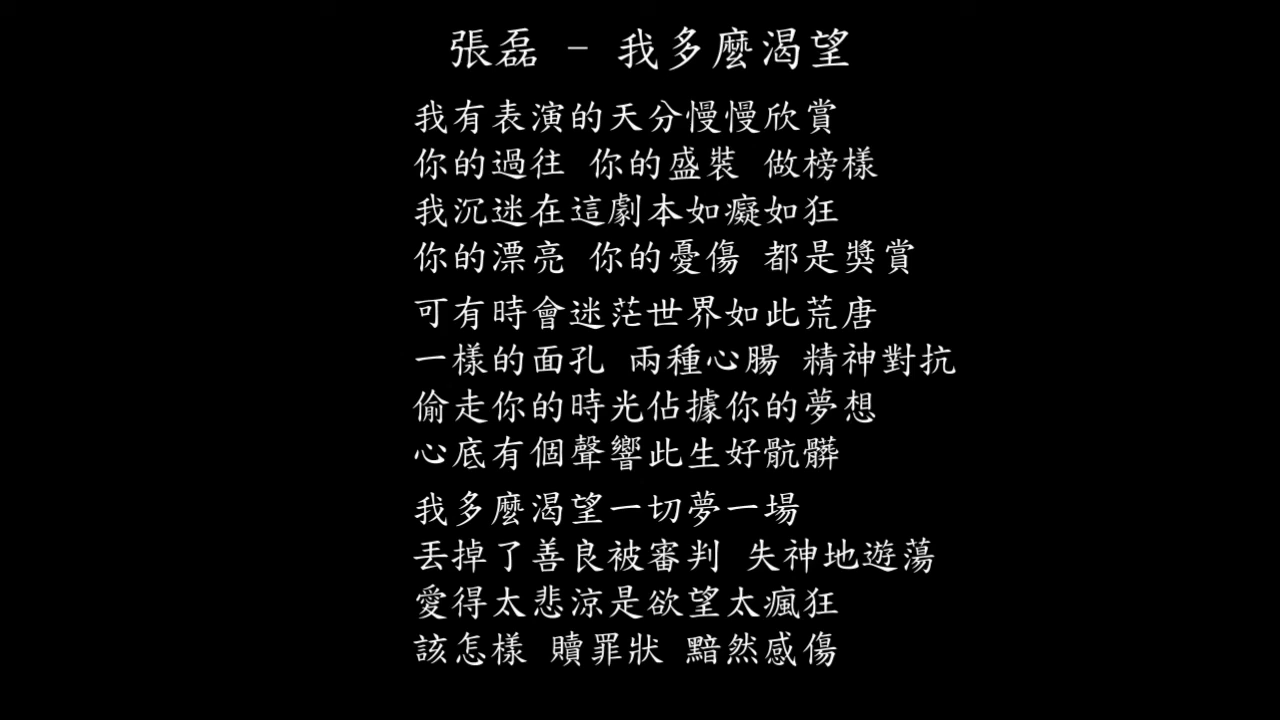 張磊 - 我多麼渴望
我有表演的天分慢慢欣賞
你的過往 你的盛裝 做榜樣
我沉迷在這劇本如癡如狂
你的漂亮 你的憂傷 都是獎賞
可有時會迷茫世界如此荒唐
一樣的面孔 兩種心腸 精神對抗
偷走你的時光佔據你的夢想
心底有個聲響此生好骯髒
我多麼渴望一切夢一場
丟掉了善良被審判 失神地遊蕩
愛得太悲涼是欲望太瘋狂
該怎樣 贖罪狀 黯然感傷